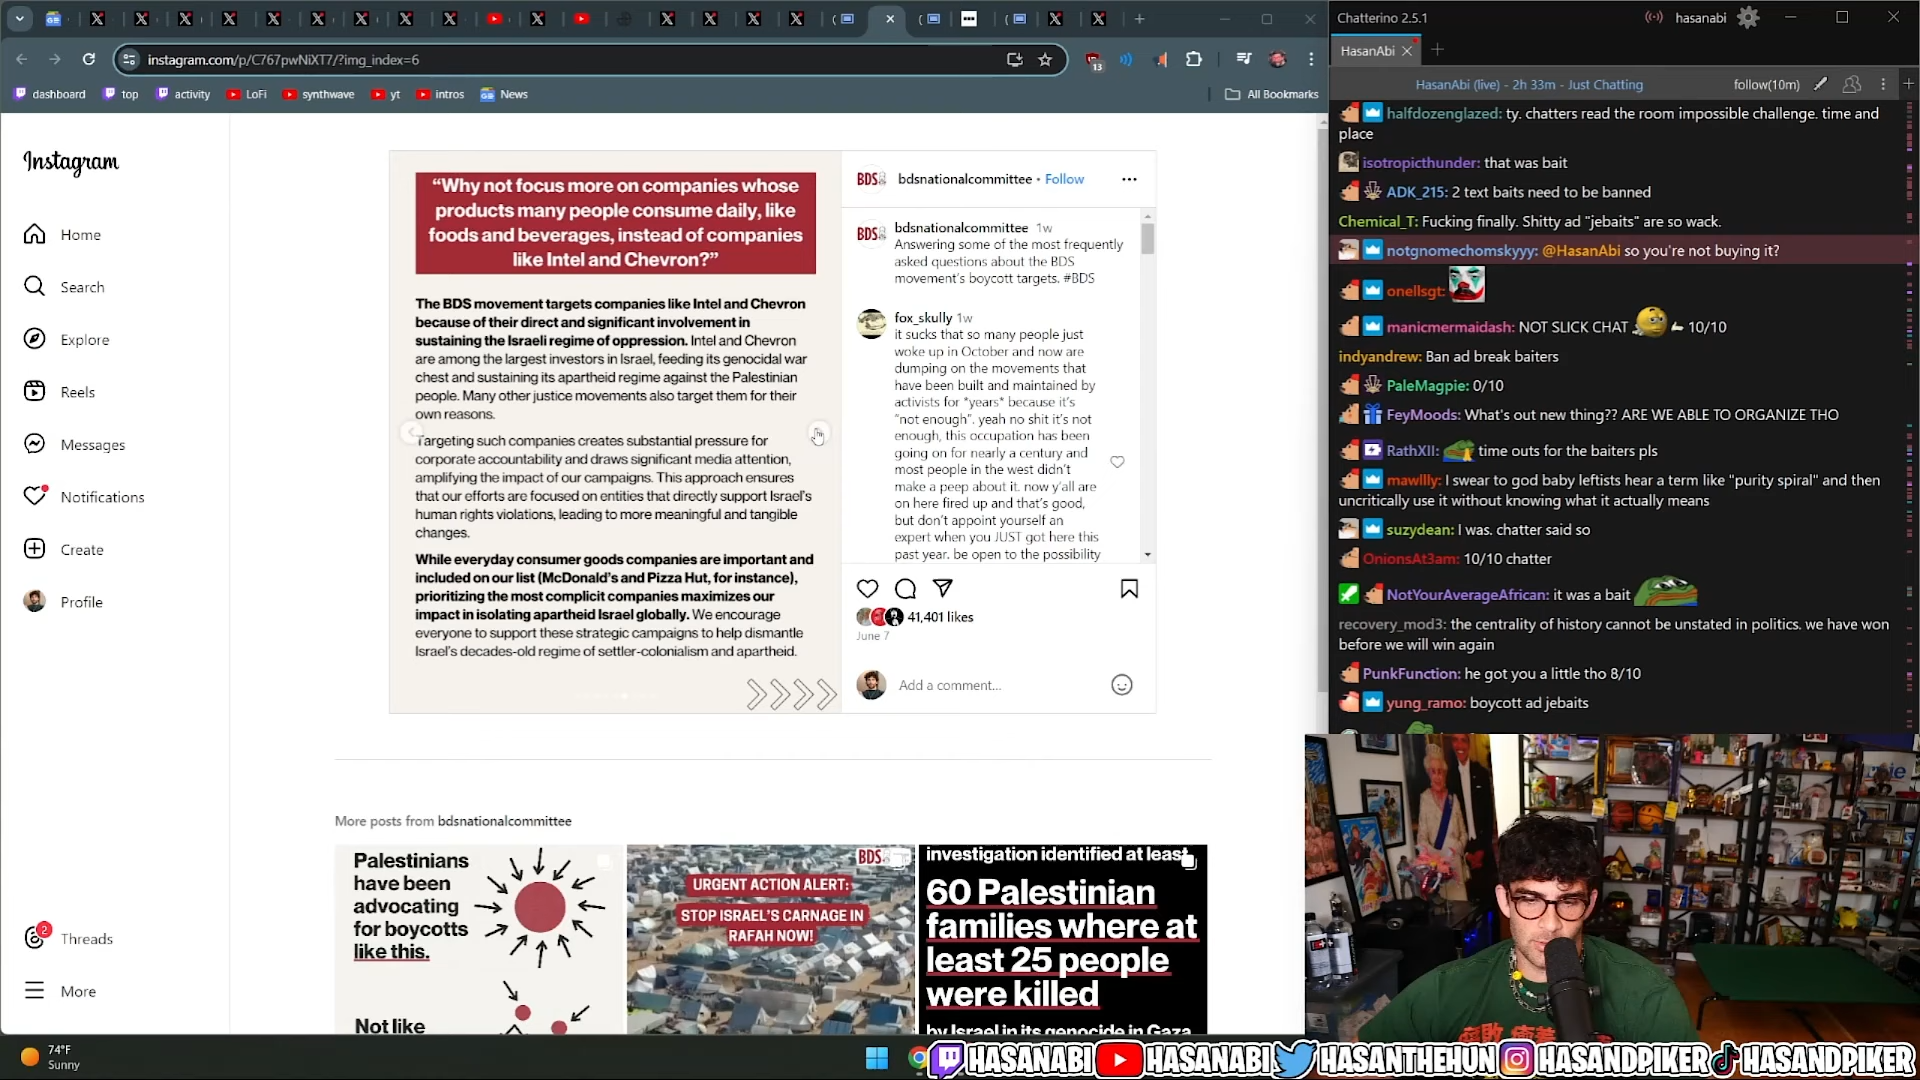 instagram.com/p/C767pwNiXT7/?img_index=6
13
dashboard
top
activity
LoFi
synthwave
yt
intros
News
All Bookmarks
Instagram
Home
Search
Explore
Reels
Messages
Notifications
Create
Profile
2
Threads
More
“Why not focus more on companies whose
products many people consume daily, like
foods and beverages, instead of companies
like Intel and Chevron?”
The BDS movement targets companies like Intel and Chevron
because of their direct and significant involvement in
sustaining the Israeli regime of oppression. Intel and Chevron
are among the largest investors in Israel, feeding its genocidal war
chest and sustaining its apartheid regime against the Palestinian
people. Many other justice movements also target them for their
own reasons.
Targeting such companies creates substantial pressure for
corporate accountability and draws significant media attention,
amplifying the impact of our campaigns. This approach ensures
that our efforts are focused on entities that directly support Israel’s
human rights violations, leading to more meaningful and tangible
changes.
While everyday consumer goods companies are important and
included on our list (McDonald’s and Pizza Hut, for instance),
prioritizing the most complicit companies maximizes our
impact in isolating apartheid Israel globally. We encourage
everyone to support these strategic campaigns to help dismantle
Israel’s decades-old regime of settler-colonialism and apartheid.
BDS
bdsnationalcommittee • Follow
BDS
bdsnationalcommittee 1w
Answering some of the most frequently
asked questions about the BDS
movement’s boycott targets. #BDS
fox_skully 1w
it sucks that so many people just
woke up in October and now are
dumping on the movements that
have been built and maintained by
activists for *years* because it’s
“not enough”. yeah no shit it’s not
enough, this occupation has been
going on for nearly a century and
most people in the west didn’t
make a peep about it. now y’all are
on here fired up and that’s good,
but don’t appoint yourself an
expert when you JUST got here this
past year. be open to the possibility
41,401 likes
June 7
Add a comment...
More posts from bdsnationalcommittee
Palestinians
have been
advocating
for boycotts
like this.
Not like
BDS
URGENT ACTION ALERT:
STOP ISRAEL’S CARNAGE IN
RAFAH NOW!
investigation identified at least
60 Palestinian
families where at
least 25 people
were killed
by Israel in its genocide in Gaza
Chatterino 2.5.1
hasanabi
HasanAbi
HasanAbi (live) - 2h 33m - Just Chatting
follow(10m)
halfdozenglazed: ty. chatters read the room impossible challenge. time and
place
isotropicthunder: that was bait
ADK_215: 2 text baits need to be banned
Chemical_T: Fucking finally. Shitty ad "jebaits" are so wack.
notgnomechomskyyy: @HasanAbi so you're not buying it?
onellsgt:
manicmermaidash: NOT SLICK CHAT 10/10
indyandrew: Ban ad break baiters
PaleMagpie: 0/10
FeyMoods: What's out new thing?? ARE WE ABLE TO ORGANIZE THO
RathXII: time outs for the baiters pls
mawllly: I swear to god baby leftists hear a term like "purity spiral" and then
uncritically use it without knowing what it actually means
suzydean: I was. chatter said so
OnionsAt3am: 10/10 chatter
NotYourAverageAfrican: it was a bait
recovery_mod3: the centrality of history cannot be unstated in politics. we have won
before we will win again
PunkFunction: he got you a little tho 8/10
yung_ramo: boycott ad jebaits
74°F
Sunny
HASANABI
HASANABI
HASANTHEHUN
HASANDPIKER
HASANDPIKER